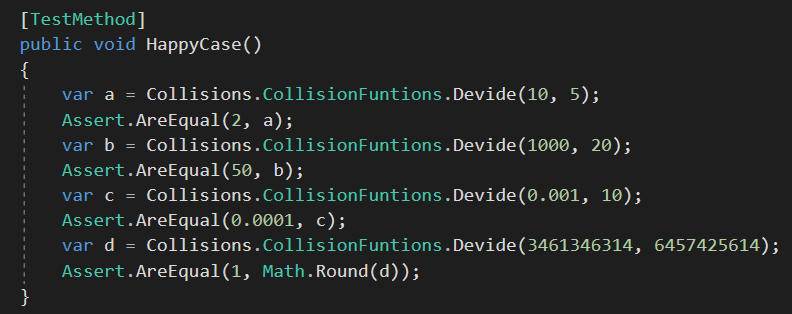 [TestMethod]
public void HappyCase()
{
    var a = Collisions.CollisionFuntions.Devide(10, 5);
    Assert.AreEqual(2, a);
    var b = Collisions.CollisionFuntions.Devide(1000, 20);
    Assert.AreEqual(50, b);
    var c = Collisions.CollisionFuntions.Devide(0.001, 10);
    Assert.AreEqual(0.0001, c);
    var d = Collisions.CollisionFuntions.Devide(3461346314, 6457425614);
    Assert.AreEqual(1, Math.Round(d));
}